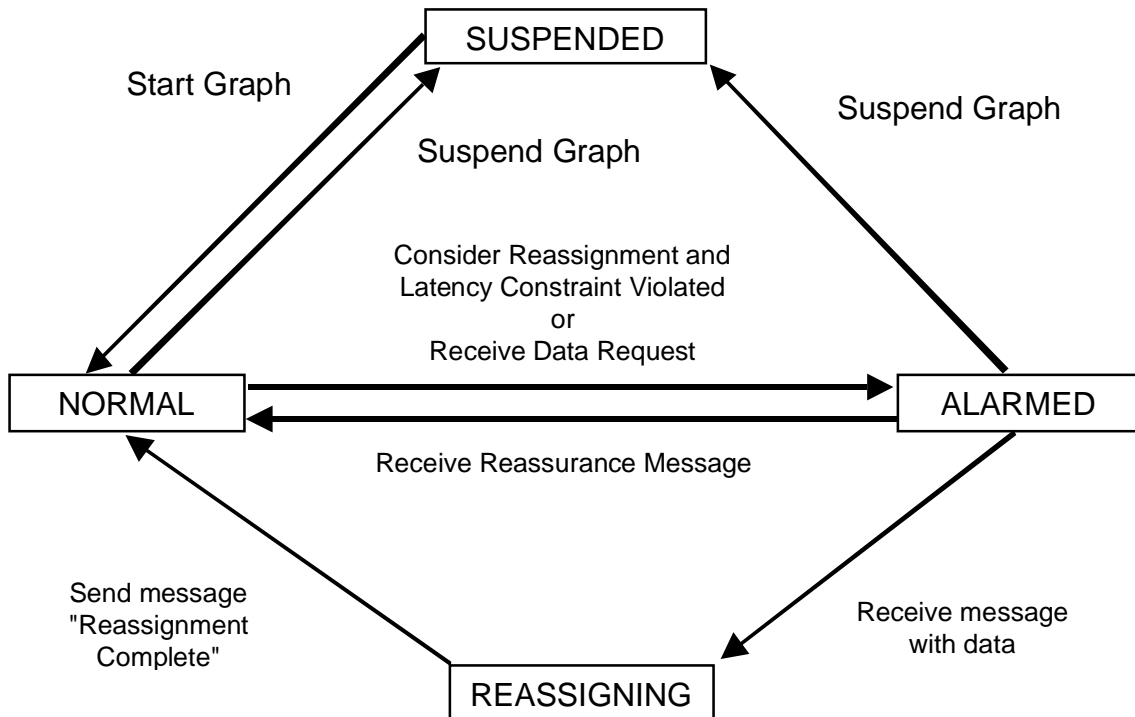 SUSPENDED
Start Graph
Suspend Graph
Suspend Graph
Consider Reassignment and
Latency Constraint Violated
or
Receive Data Request
NORMAL
ALARMED
Receive Reassurance Message
Send message
"Reassignment
Complete"
Receive message
with data
REASSIGNING